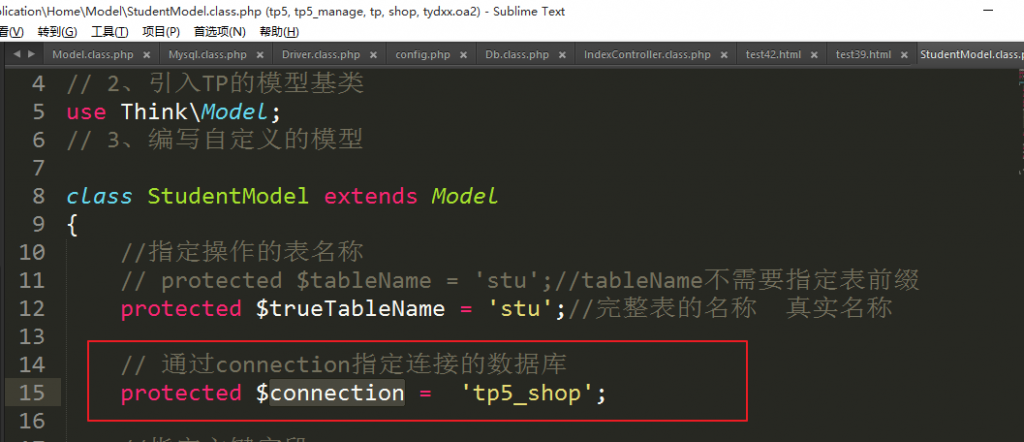 plication\Home\Model\StudentModel.class.php (tp5, tp5_manage, tp, shop, tydxx.oa2) - Sublime Text
看(V) 转到(G) 工具(T) 项目(P) 首选项(N) 帮助(H)
Model.class.php × Mysql.class.php × Driver.class.php × config.php × Db.class.php × IndexController.class.php × test42.html × test39.html × StudentModel.class.p
4 // 2、引入TP的模型基类
5 use Think\Model;
6 // 3、编写自定义的模型
7
8 class StudentModel extends Model
9 {
10 //指定操作的表名称
11 // protected $tableName = 'stu';//tableName不需要指定表前缀
12 protected $trueTableName = 'stu';//完整表的名称 真实名称
13
14 // 通过connection指定连接的数据库
15 protected $connection = 'tp5_shop';
16